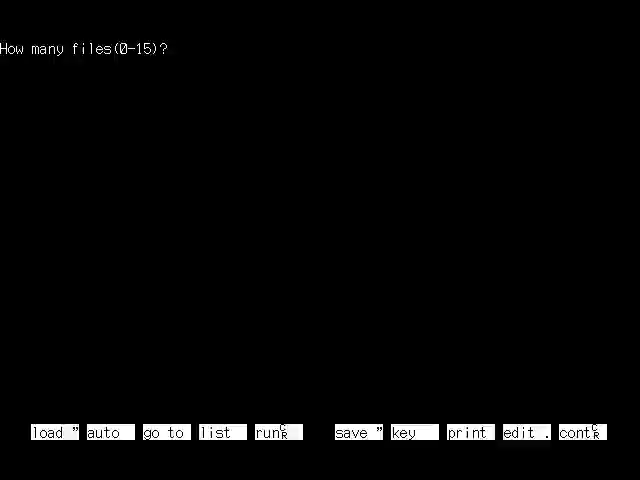 How many files(0-15)?
load " auto go to list run␍ save " key print edit . cont␍